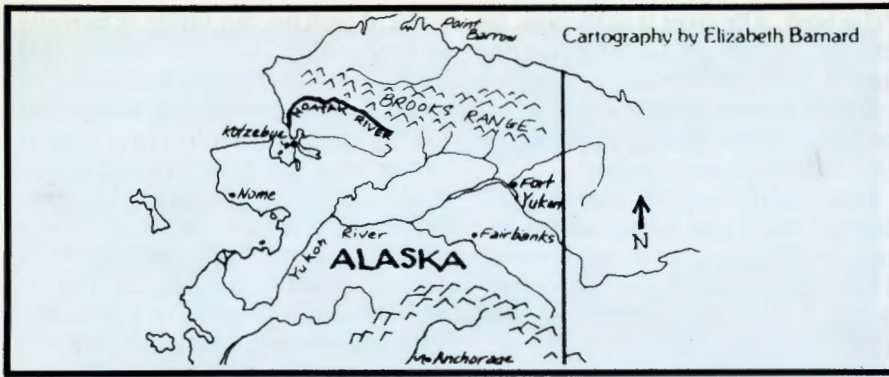 Point
Barrow
Cartography by Elizabeth Barnard
BROOKS
RANGE
NOATAK RIVER
Kotzebue
Fort
Yukon
Nome
N
Yukon
River
Fairbanks
ALASKA
Anchorage